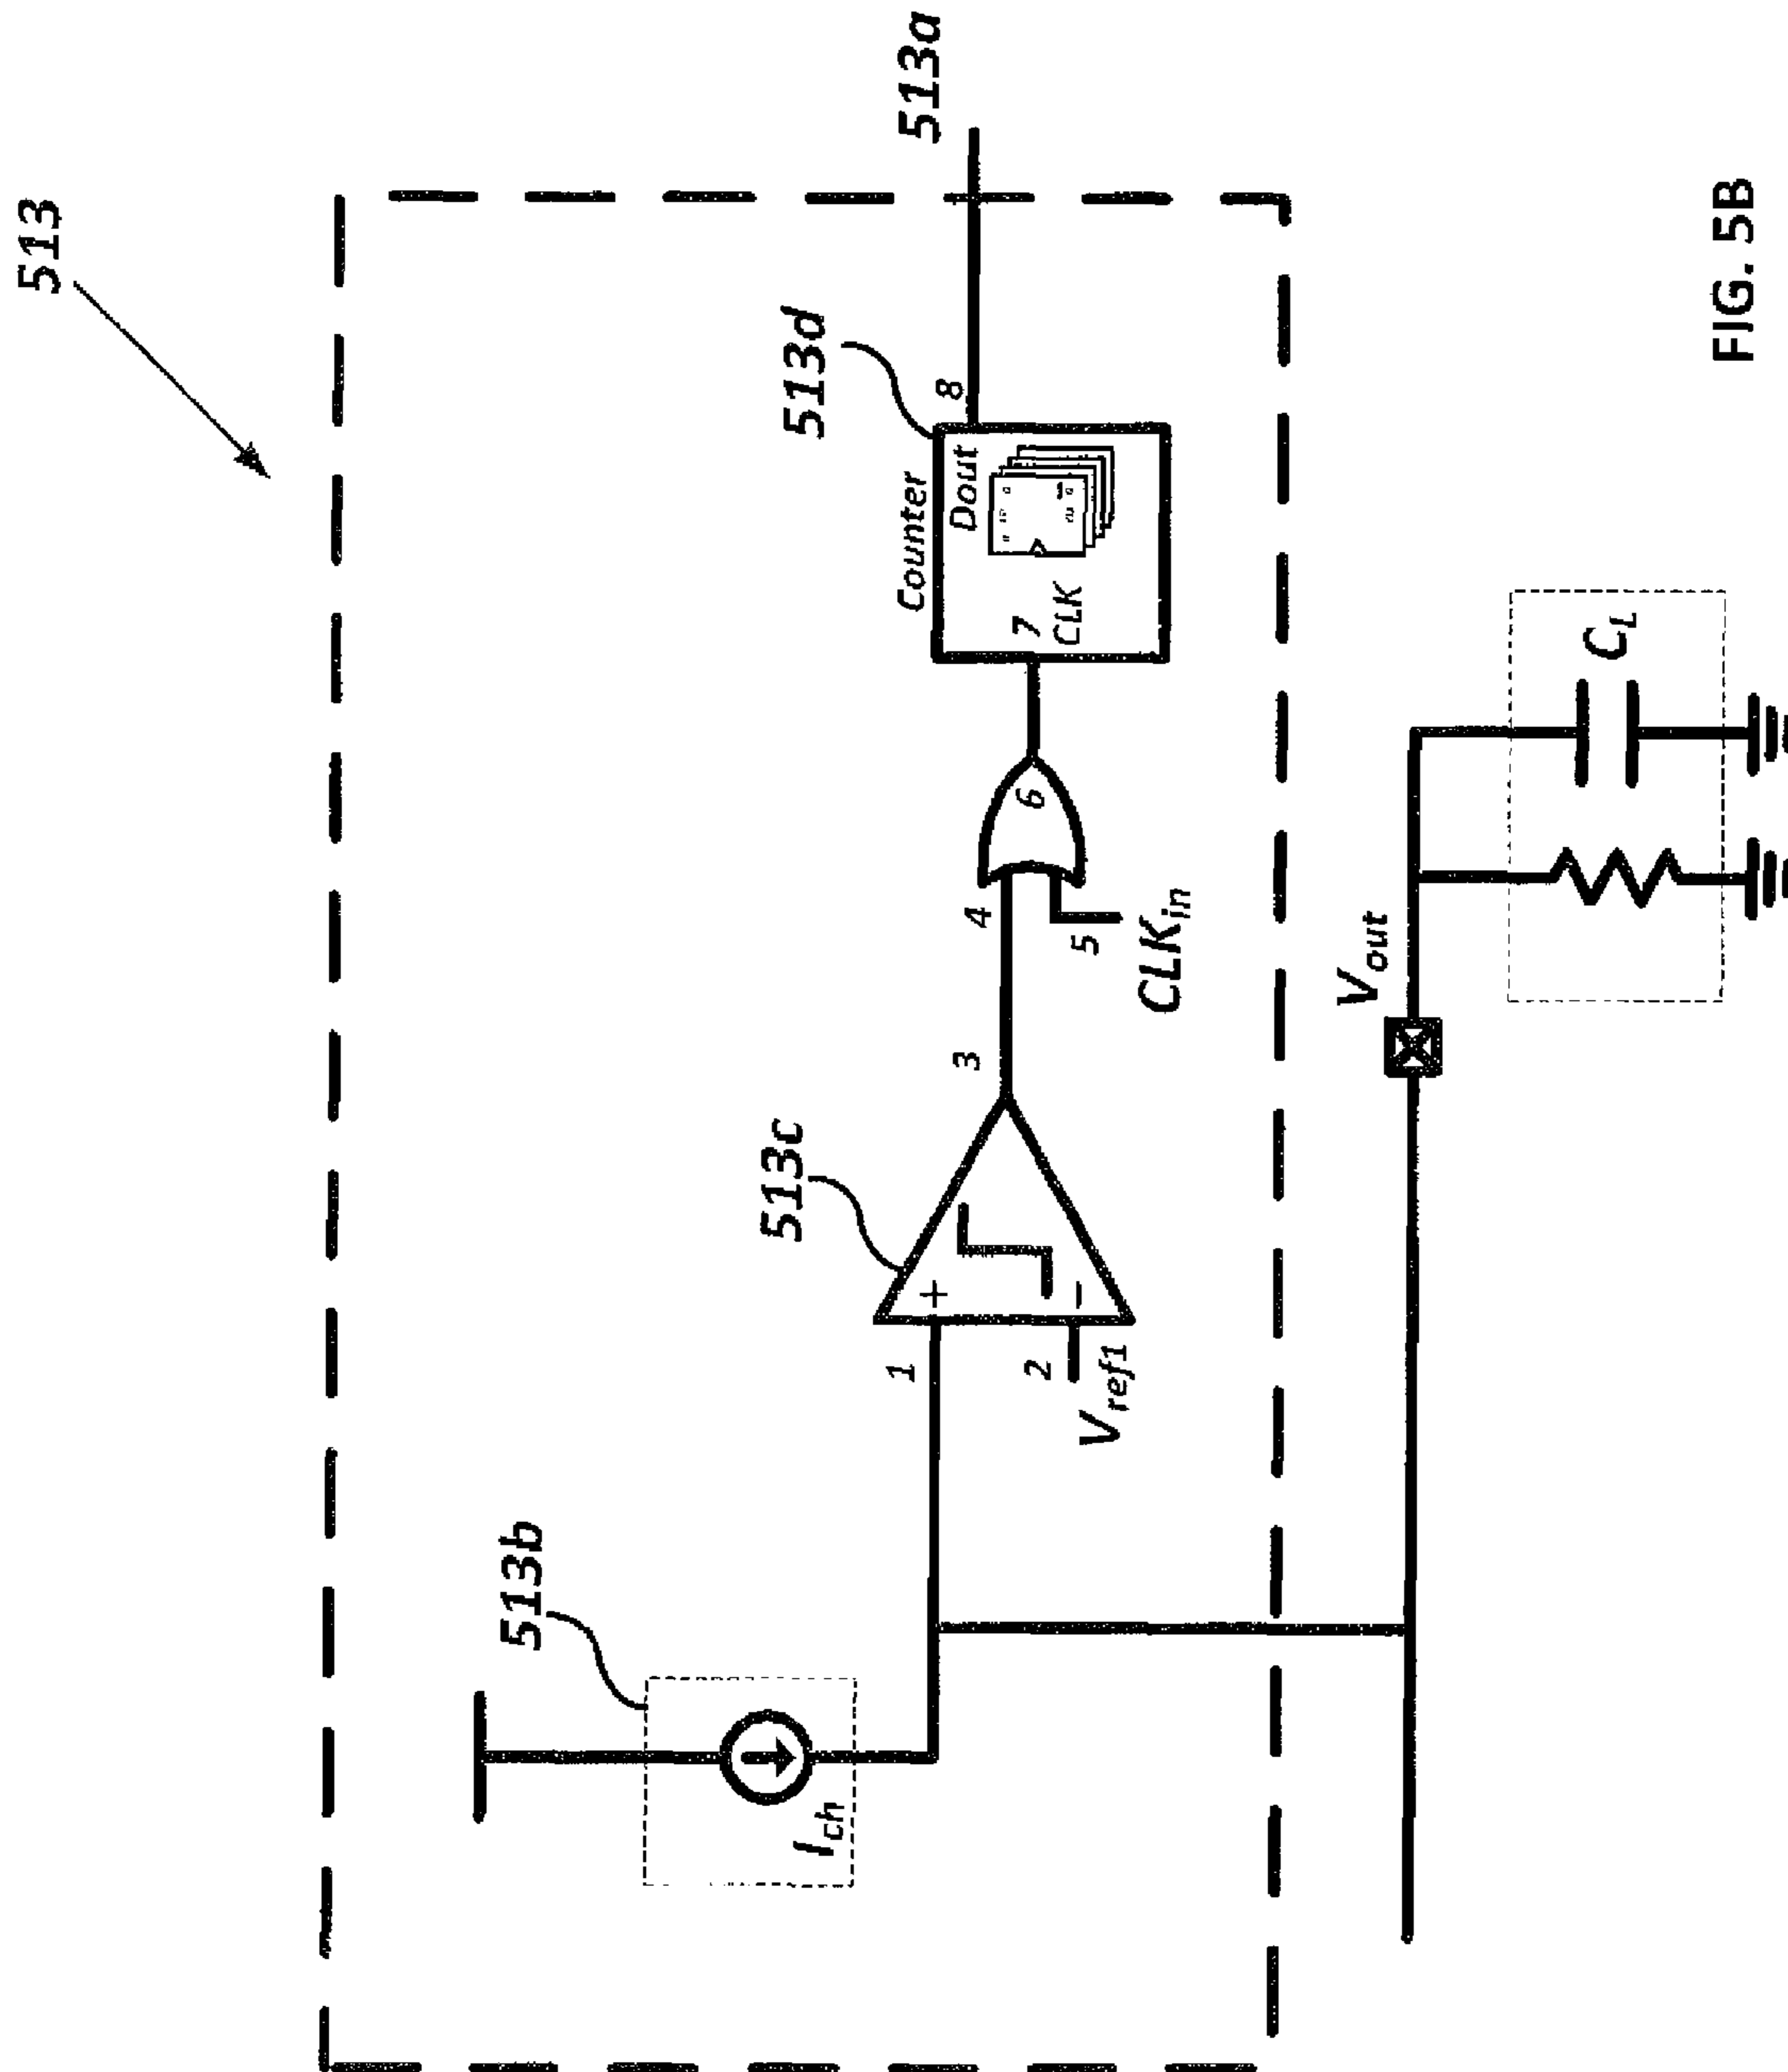 513
513a
513d
8
Counter
Dout
7
CLK
6
4
5
CLKin
3
513c
+
-
1
2
Vref1
513b
Ich
Vout
CL
FIG. 5B